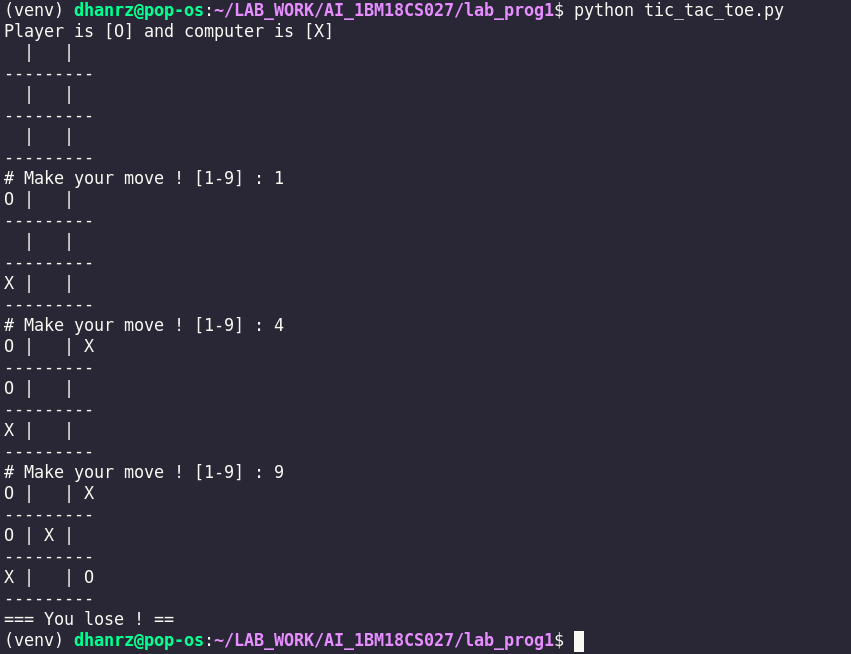 (venv) dhanrz@pop-os:~/LAB_WORK/AI_1BM18CS027/lab_prog1$ python tic_tac_toe.py
Player is [O] and computer is [X]
  |   |
---------
  |   |
---------
  |   |
---------
# Make your move ! [1-9] : 1
O |   |
---------
  |   |
---------
X |   |
---------
# Make your move ! [1-9] : 4
O |   | X
---------
O |   |
---------
X |   |
---------
# Make your move ! [1-9] : 9
O |   | X
---------
O | X |
---------
X |   | O
---------
=== You lose ! ==
(venv) dhanrz@pop-os:~/LAB_WORK/AI_1BM18CS027/lab_prog1$